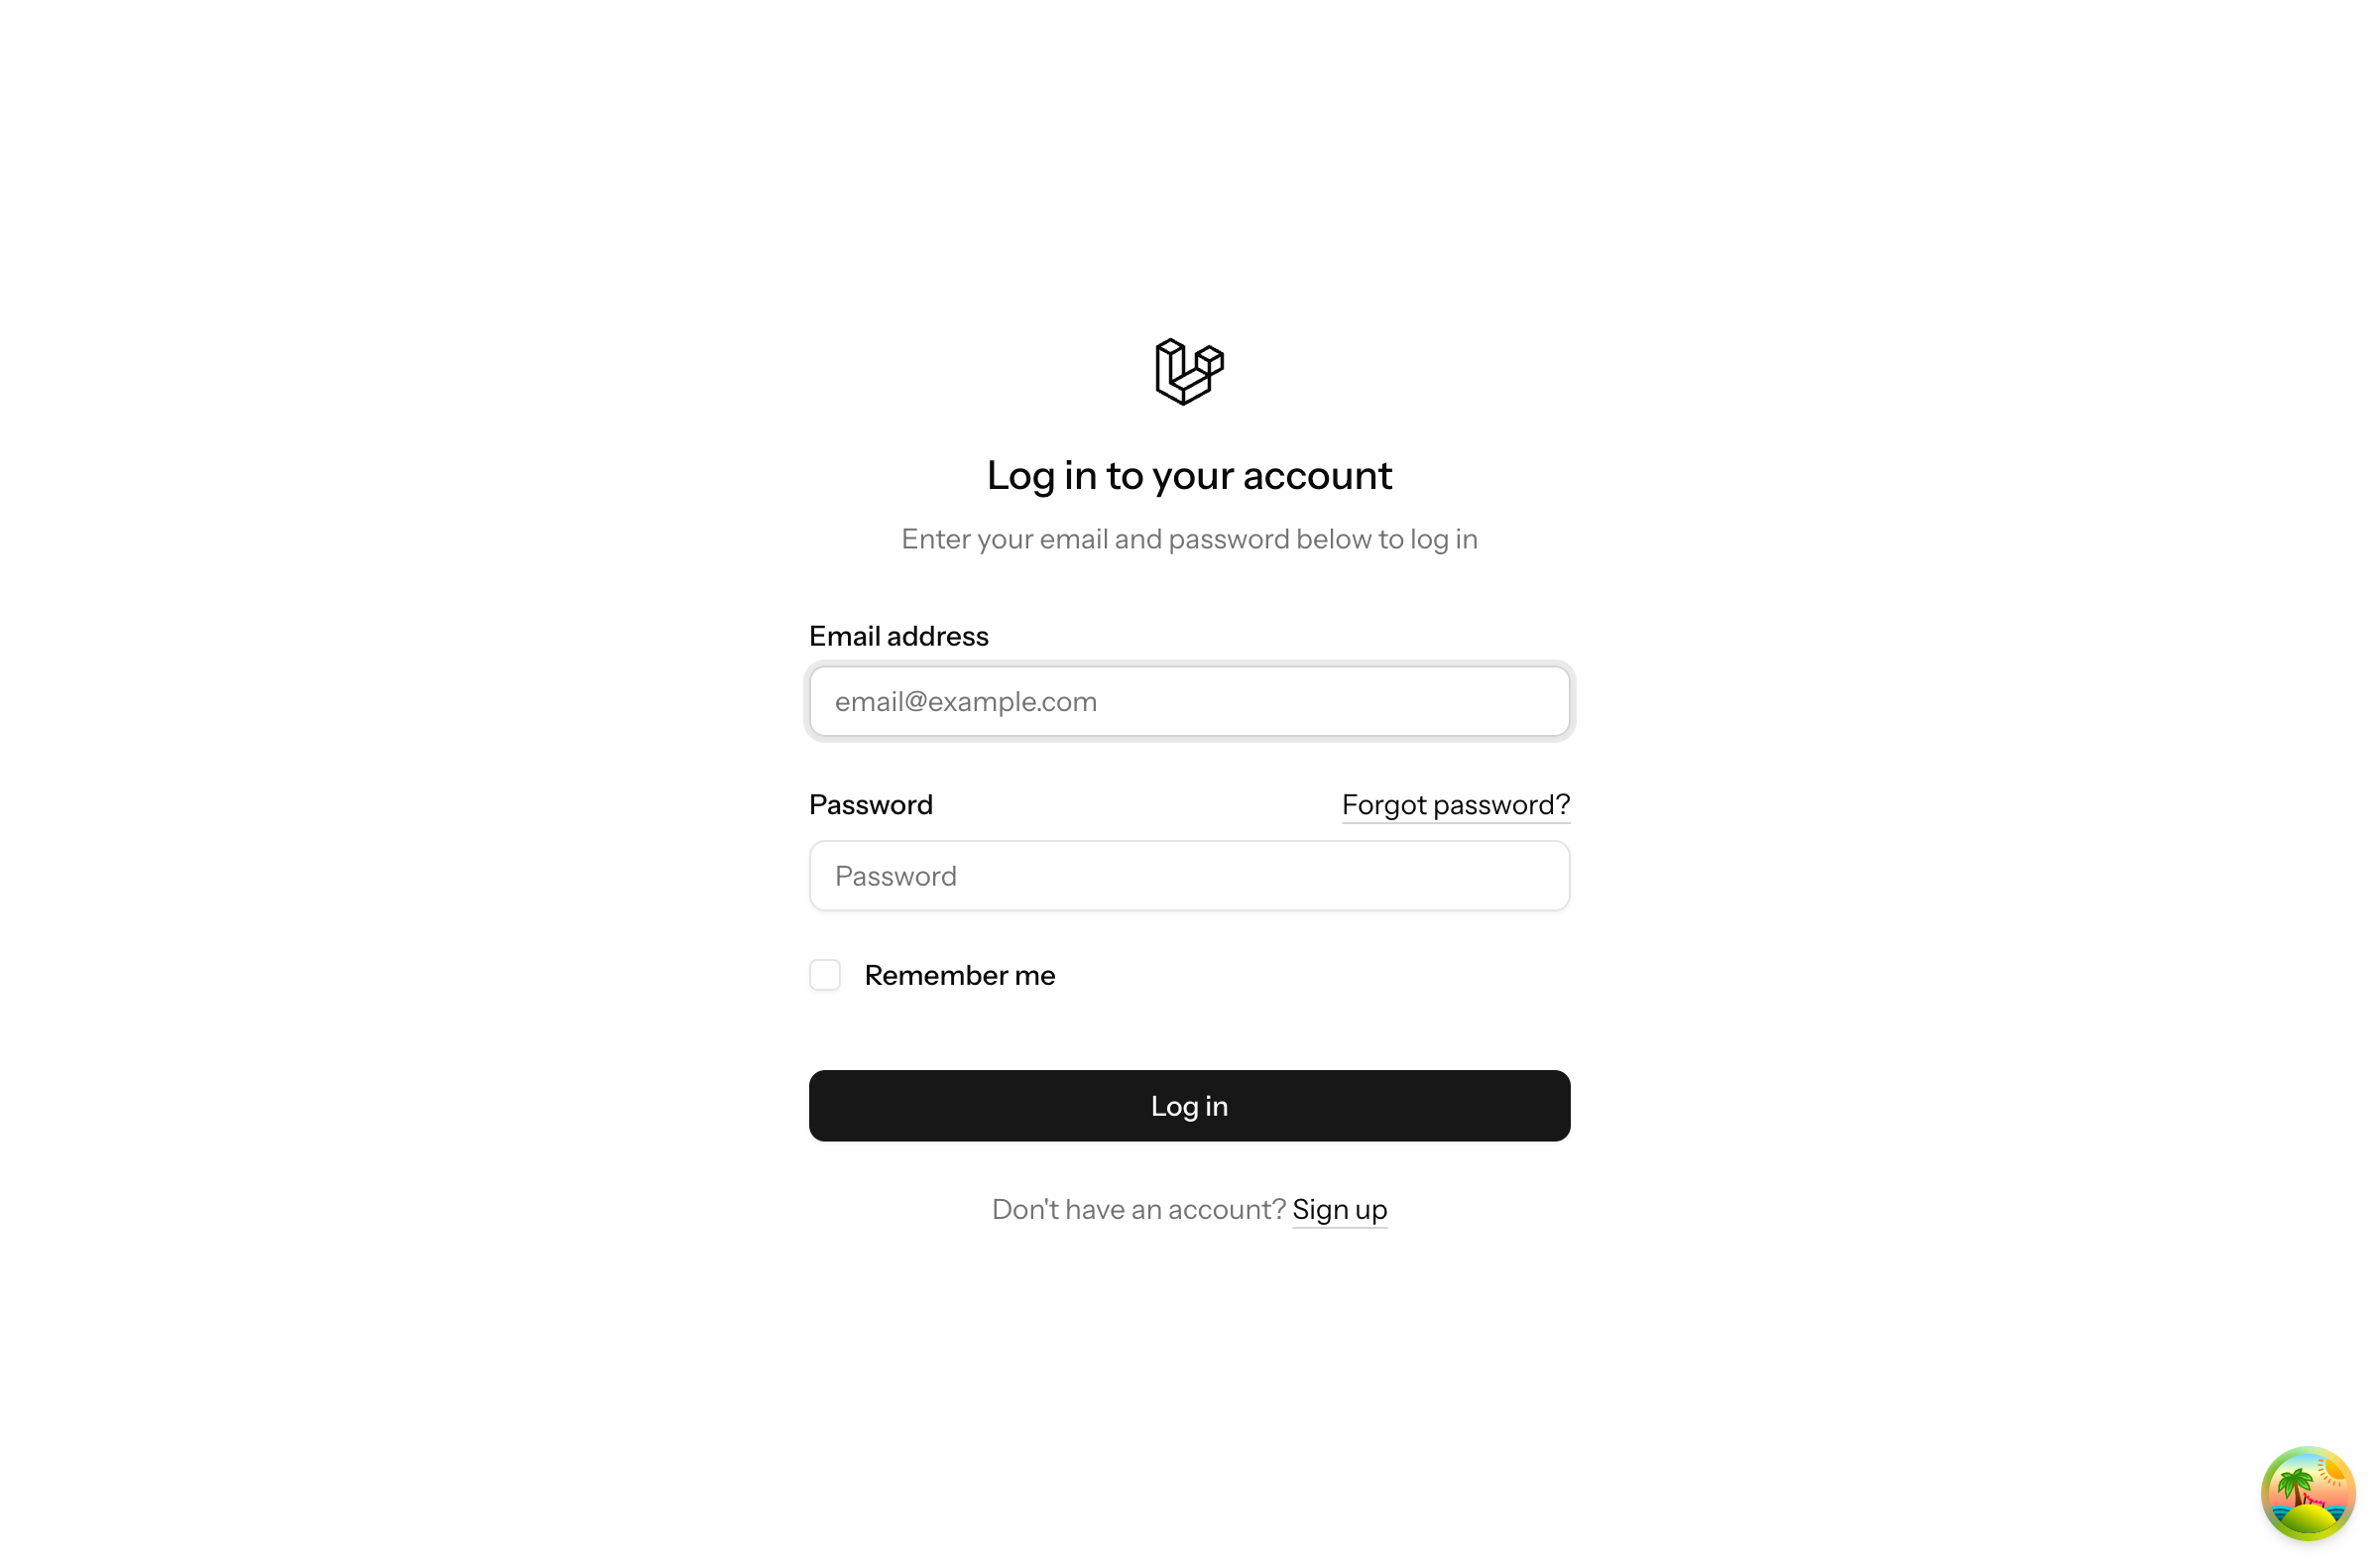 Log in to your account
Enter your email and password below to log in
Email address
email@example.com
Password
Forgot password?
Password
Remember me
Log in
Don't have an account? Sign up